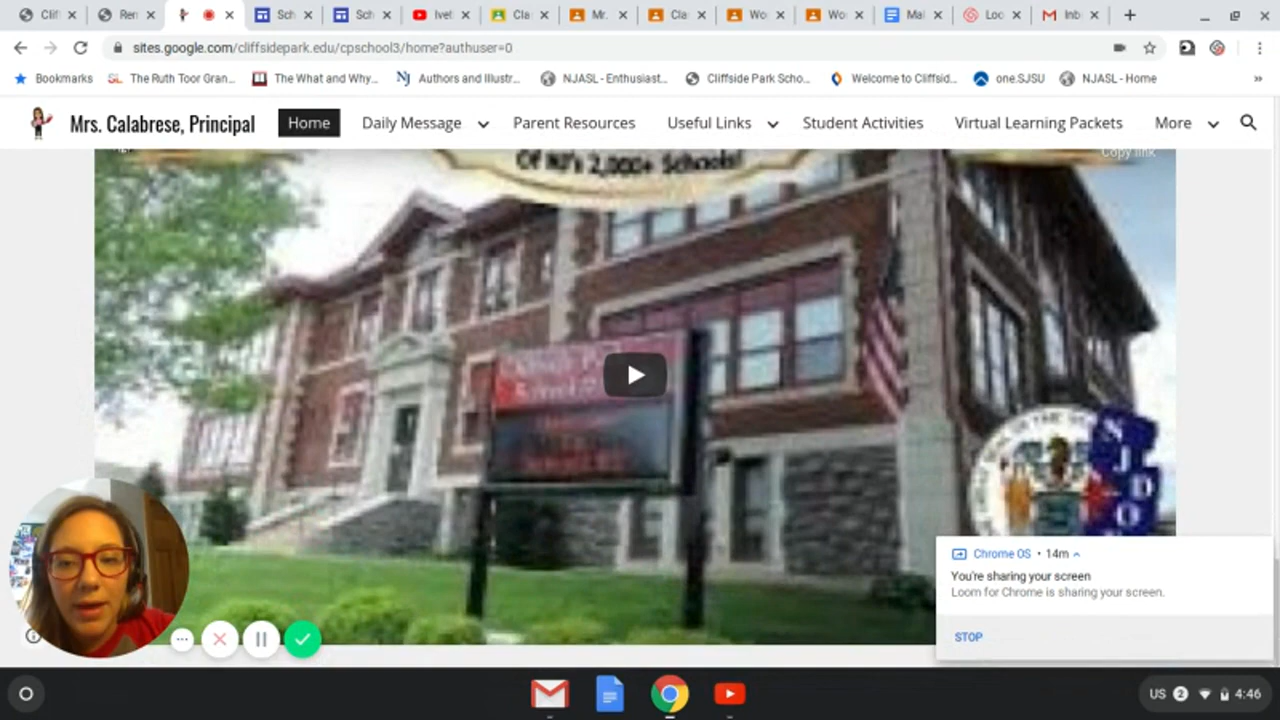 Clif
Ren
Sch
Sch
Ivet
Cla
Mr.
Cla
Wo
Wo
Mai
Loo
Inb
sites.google.com/cliffsidepark.edu/cpschool3/home?authuser=0
Bookmarks
The Ruth Toor Gran...
The What and Why...
Authors and Illustr...
NJASL - Enthusiast...
Cliffside Park Scho...
Welcome to Cliffsid...
one.SJSU
NJASL - Home
»
Mrs. Calabrese, Principal
Home
Daily Message
Parent Resources
Useful Links
Student Activities
Virtual Learning Packets
More
Copy link
Of NJ's 2,000+ Schools!
NJDO
Chrome OS • 14m
You're sharing your screen
Loom for Chrome is sharing your screen.
STOP
US 2 4:46